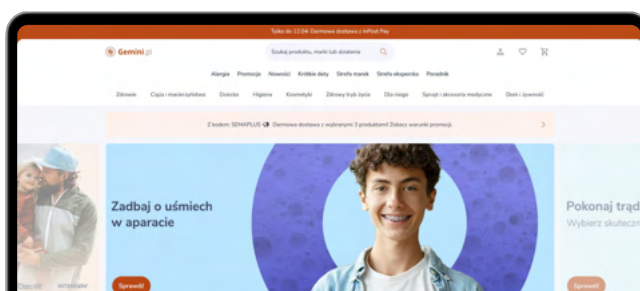 Tylko do 12.04: Darmowa dostawa z InPost Pay
Gemini.pl
Szukaj produktu, marki lub działania
Alergia Promocje Nowości Krótkie daty Strefa marek Strefa ekspercka Poradnik
Zdrowie Ciąża i macierzyństwo Dziecko Higiena Kosmetyki Zdrowy tryb życia Dla niego Sprzęt i akcesoria medyczne Dom i żywność
Z kodem: SEMAPLUS Darmowa dostawa z wybranymi 3 produktami! Zobacz warunki promocji.
Zadbaj o uśmiech
w aparacie
Sprawdź
Pokonaj trąd
Wybierz skuteczn
Sprawdź